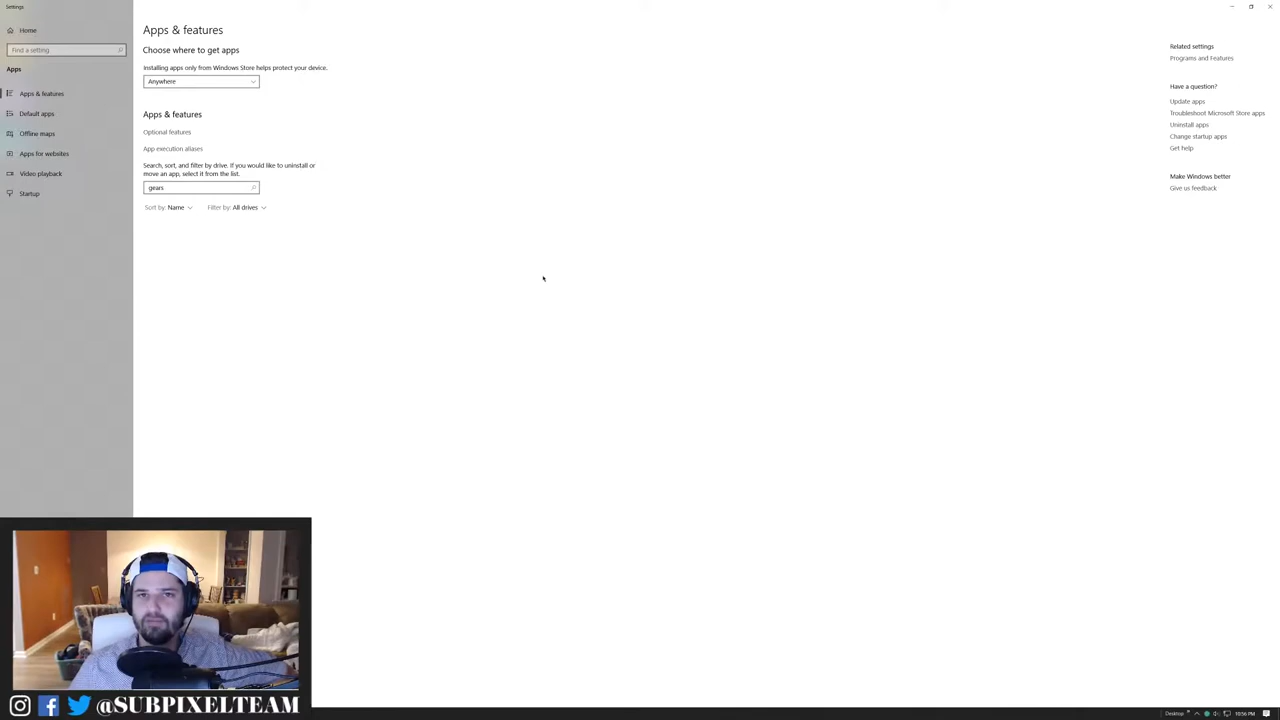 Settings
Home
Find a setting
Apps
Apps & features
Default apps
Offline maps
Apps for websites
Video playback
Startup
Apps & features
Choose where to get apps
Installing apps only from Windows Store helps protect your device.
Anywhere
Apps & features
Optional features
App execution aliases
Search, sort, and filter by drive. If you would like to uninstall or
move an app, select it from the list.
gears
Sort by: Name
Filter by: All drives
Related settings
Programs and Features
Have a question?
Update apps
Troubleshoot Microsoft Store apps
Uninstall apps
Change startup apps
Get help
Make Windows better
Give us feedback
@SUBPIXELTEAM
Desktop
10:56 PM